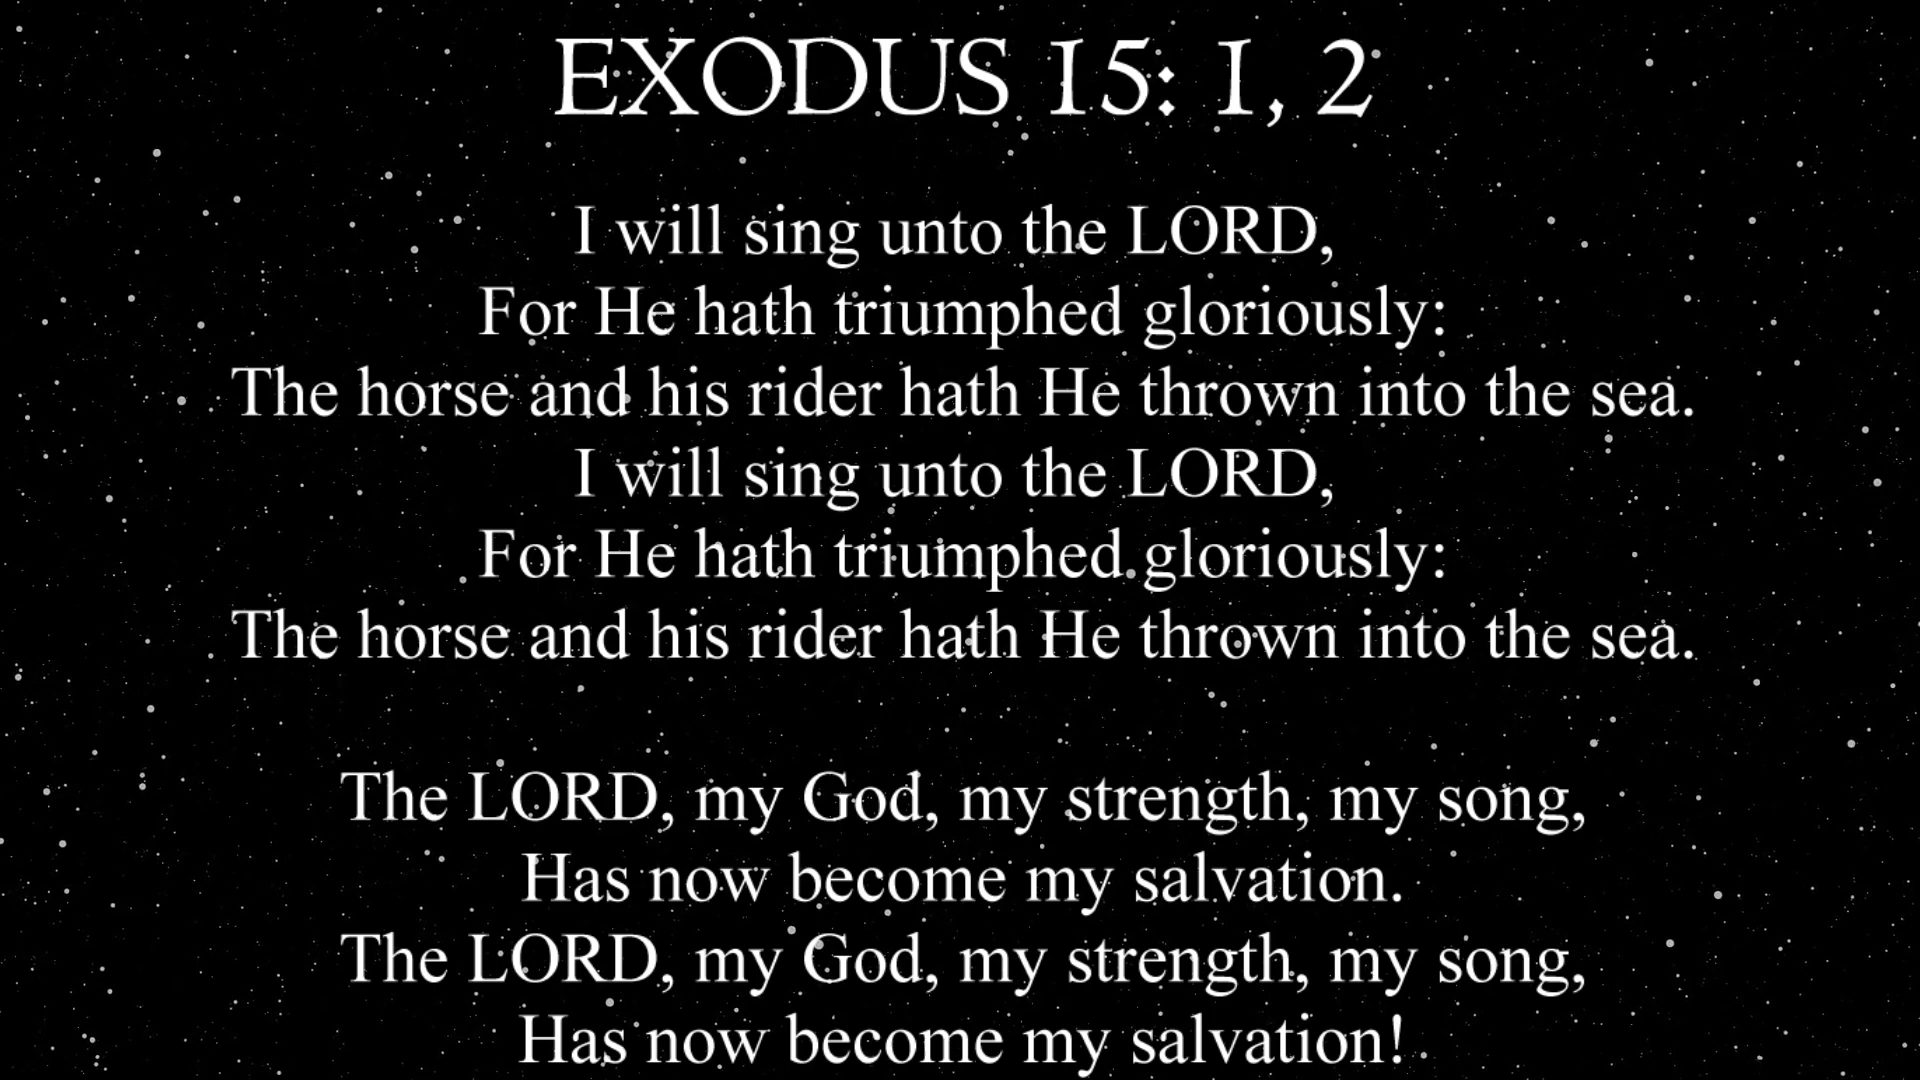 EXODUS 15: 1, 2
I will sing unto the LORD,
For He hath triumphed gloriously:
The horse and his rider hath He thrown into the sea.
I will sing unto the LORD,
For He hath triumphed gloriously:
The horse and his rider hath He thrown into the sea.
The LORD, my God, my strength, my song,
Has now become my salvation.
The LORD, my God, my strength, my song,
Has now become my salvation!